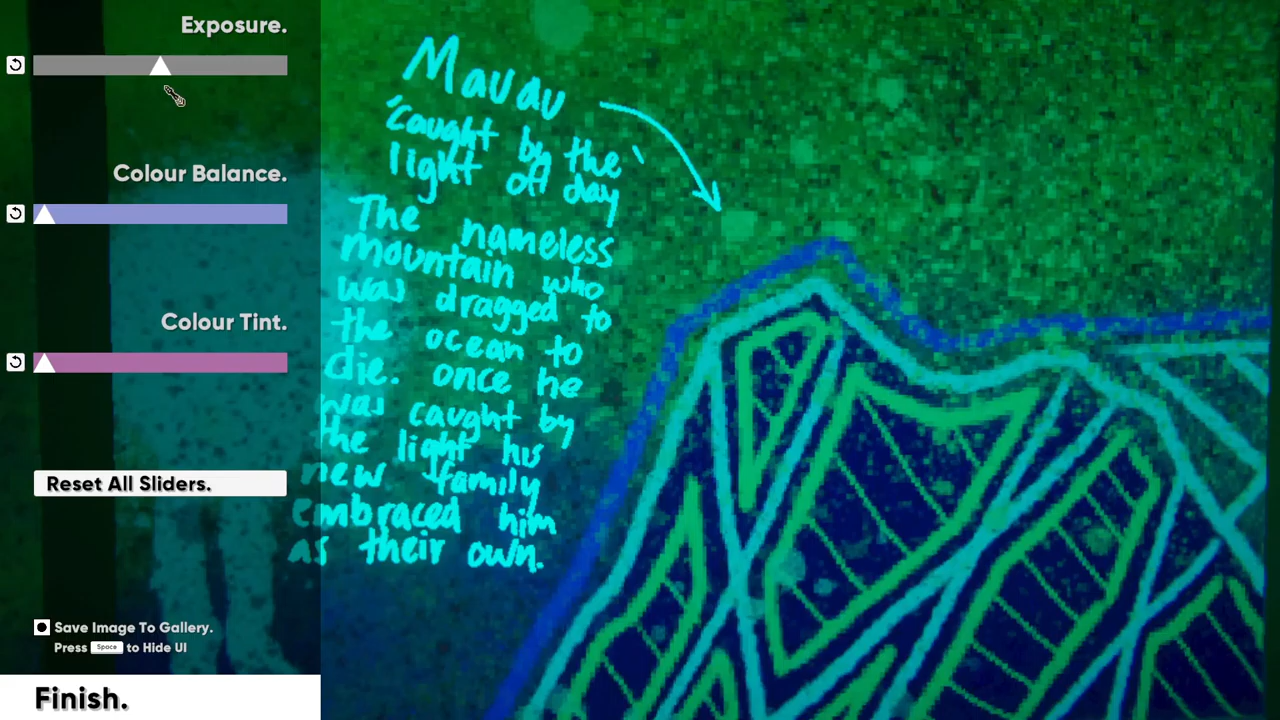 Exposure.
Colour Balance.
Colour Tint.
Reset All Sliders.
Save Image To Gallery.
Press Space to Hide UI
Finish.
Mauau
"caught by the
light off day
The nameless
mountain who
was dragged to
the ocean to
die. once he
was caught by
the light his
new family
embraced him
as their own.